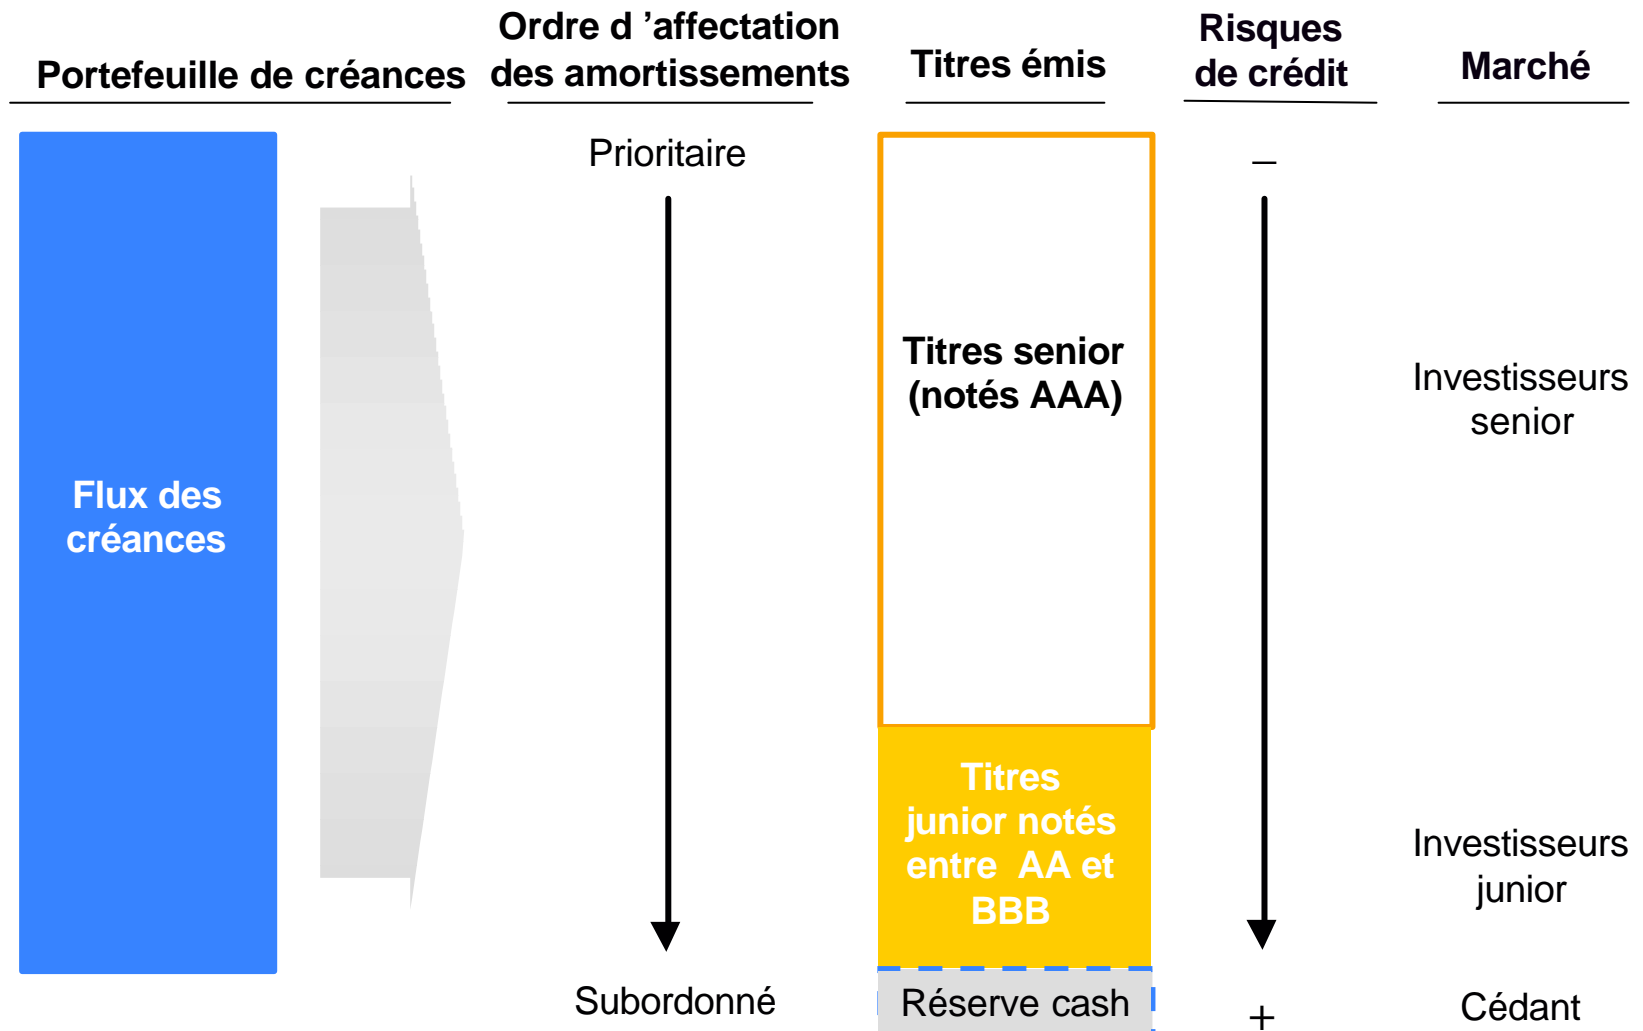 Portefeuille de créances
Ordre d ’affectation
des amortissements
Titres émis
Risques
de crédit
Marché
Flux des
créances
Prioritaire
Subordonné
Titres senior
(notés AAA)
Titres
junior notés
entre AA et
BBB
Réserve cash
–
+
Investisseurs
senior
Investisseurs
junior
Cédant